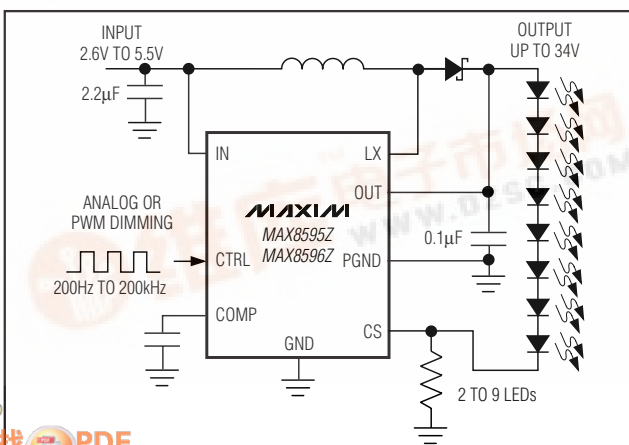 INPUT
2.6V TO 5.5V
OUTPUT
UP TO 34V
2.2µF
IN
LX
OUT
ANALOG OR
PWM DIMMING
MAXIM
MAX8595Z
MAX8596Z
0.1µF
CTRL
PGND
200Hz TO 200kHz
COMP
CS
GND
2 TO 9 LEDs
PDF